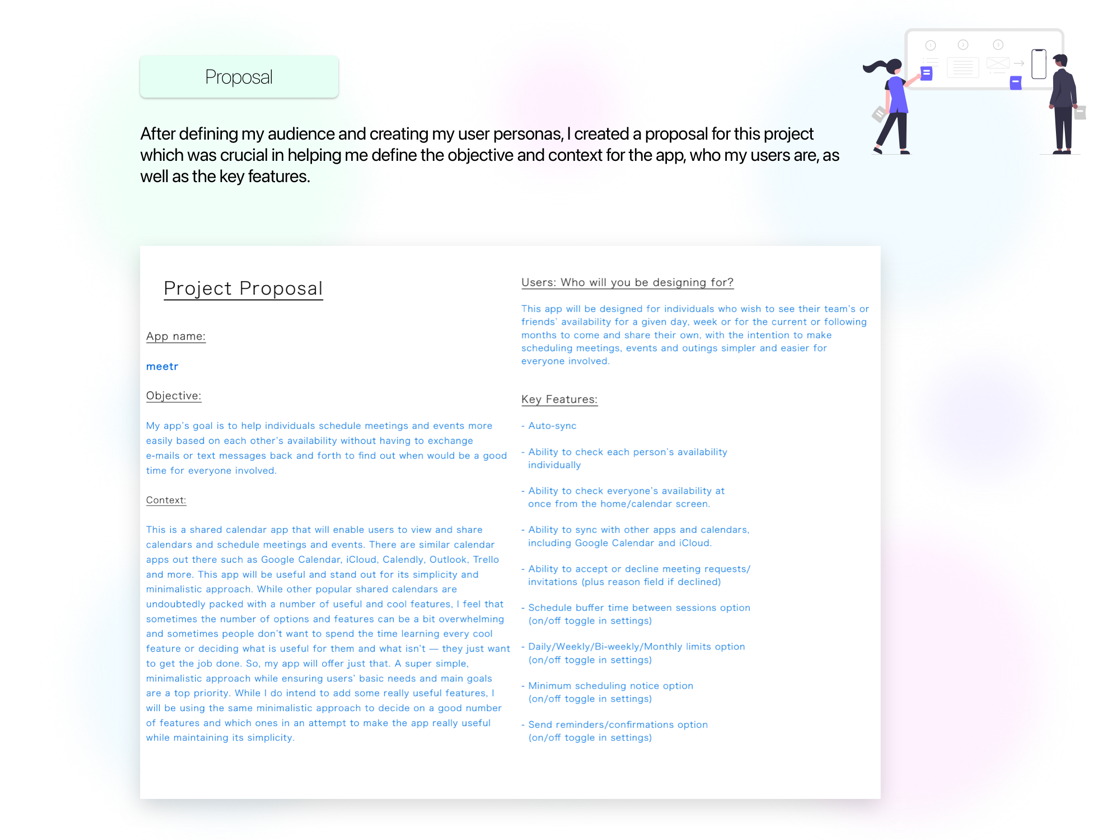 Proposal
After defining my audience and creating my user personas, I created a proposal for this project
which was crucial in helping me define the objective and context for the app, who my users are, as
well as the key features.
Project Proposal
App name:
meetr
Objective:
My app's goal is to help individuals schedule meetings and events more
easily based on each other's availability without having to exchange
e-mails or text messages back and forth to find out when would be a good
time for everyone involved.
Context:
This is a shared calendar app that will enable users to view and share
calendars and schedule meetings and events. There are similar calendar
apps out there such as Google Calendar, iCloud, Calendly, Outlook, Trello
and more. This app will be useful and stand out for its simplicity and
minimalistic approach. While other popular shared calendars are
undoubtedly packed with a number of useful and cool features, I feel that
sometimes the number of options and features can be a bit overwhelming
and sometimes people don't want to spend the time learning every cool
feature or deciding what is useful for them and what isn't — they just want
to get the job done. So, my app will offer just that. A super simple,
minimalistic approach while ensuring users' basic needs and main goals
are a top priority. While I do intend to add some really useful features, I
will be using the same minimalistic approach to decide on a good number
of features and which ones in an attempt to make the app really useful
while maintaining its simplicity.
Users: Who will you be designing for?
This app will be designed for individuals who wish to see their team's or
friends' availability for a given day, week or for the current or following
months to come and share their own, with the intention to make
scheduling meetings, events and outings simpler and easier for
everyone involved.
Key Features:
- Auto-sync
- Ability to check each person's availability
individually
- Ability to check everyone's availability at
once from the home/calendar screen.
- Ability to sync with other apps and calendars,
including Google Calendar and iCloud.
- Ability to accept or decline meeting requests/
invitations (plus reason field if declined)
- Schedule buffer time between sessions option
(on/off toggle in settings)
- Daily/Weekly/Bi-weekly/Monthly limits option
(on/off toggle in settings)
- Minimum scheduling notice option
(on/off toggle in settings)
- Send reminders/confirmations option
(on/off toggle in settings)